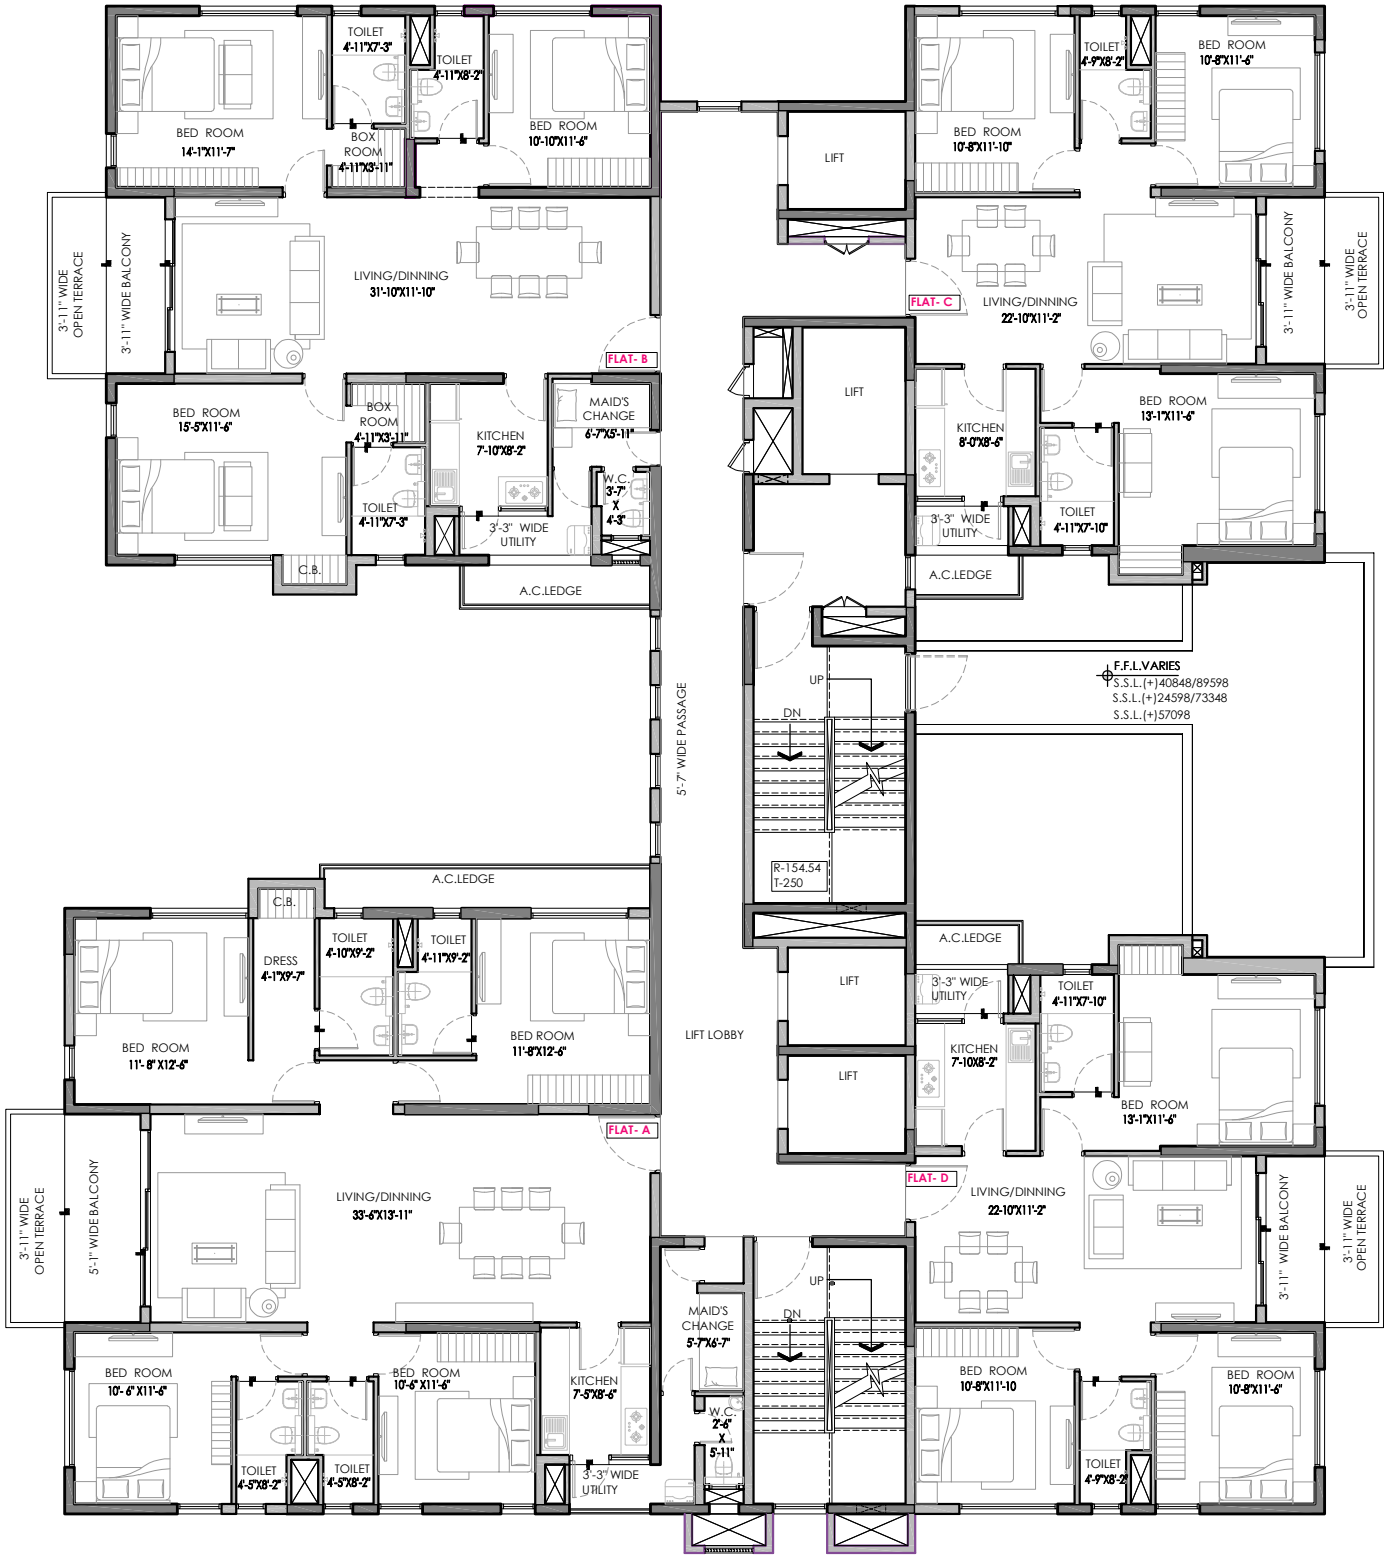 TOILET
4'-11"X7'-3"
TOILET
4'-11"X8'-2"
BED ROOM
14'-1"X11'-7"
BOX
ROOM
4'-11"X3'-11"
BED ROOM
10'-10"X11'-6"
LIFT
TOILET
4'-9"X8'-2"
BED ROOM
10'-8"X11'-6"
BED ROOM
10'-8"X11'-10"
3'-11" WIDE
OPEN TERRACE
3'-11" WIDE BALCONY
LIVING/DINNING
31'-10"X11'-10"
FLAT- B
FLAT- C
LIVING/DINNING
22'-10"X11'-2"
3'-11" WIDE BALCONY
3'-11" WIDE
OPEN TERRACE
BED ROOM
15'-5"X11'-6"
BOX
ROOM
4'-11"X3'-11"
TOILET
4'-11"X7'-3"
KITCHEN
7'-10"X8'-2"
MAID'S
CHANGE
6'-7"X5'-11"
W.C.
3'-7"
X
4'-3"
3'-3" WIDE
UTILITY
C.B.
A.C.LEDGE
LIFT
KITCHEN
8'-0"X8'-6"
BED ROOM
13'-1"X11'-6"
TOILET
4'-11"X7'-10"
3'-3" WIDE
UTILITY
A.C.LEDGE
5'-7" WIDE PASSAGE
UP
DN
R-154.54
T-250
F.F.L.VARIES
S.S.L.(+)40848/89598
S.S.L.(+)24598/73348
S.S.L.(+)57098
A.C.LEDGE
C.B.
TOILET
4'-10"X9'-2"
TOILET
4'-11"X9'-2"
DRESS
4'-1"X9'-7"
BED ROOM
11'- 8" X12'-6"
BED ROOM
11'-8"X12'-6"
LIFT LOBBY
LIFT
LIFT
A.C.LEDGE
3'-3" WIDE
UTILITY
TOILET
4'-11"X7'-10"
KITCHEN
7'-10X8'-2"
BED ROOM
13'-1"X11'-6"
FLAT- A
FLAT- D
3'-11" WIDE
OPEN TERRACE
5'-1" WIDE BALCONY
LIVING/DINNING
33'-6"X13'-11"
LIVING/DINNING
22-10"X11'-2"
3'-11" WIDE BALCONY
3'-11" WIDE
OPEN TERRACE
UP
DN
MAID'S
CHANGE
5'-7"X6'-7"
BED ROOM
10'- 6" X11'-6"
BED ROOM
10'-6" X11-6"
KITCHEN
7'-5"X8'-6"
TOILET
4'-5"X8'-2"
TOILET
4'-5"X8'-2"
3'-3" WIDE
UTILITY
W.C.
2'-6"
X
5'-11"
BED ROOM
10'-8"X11'-10
BED ROOM
10'-8"X11'-6"
TOILET
4'-9"X8'-2"